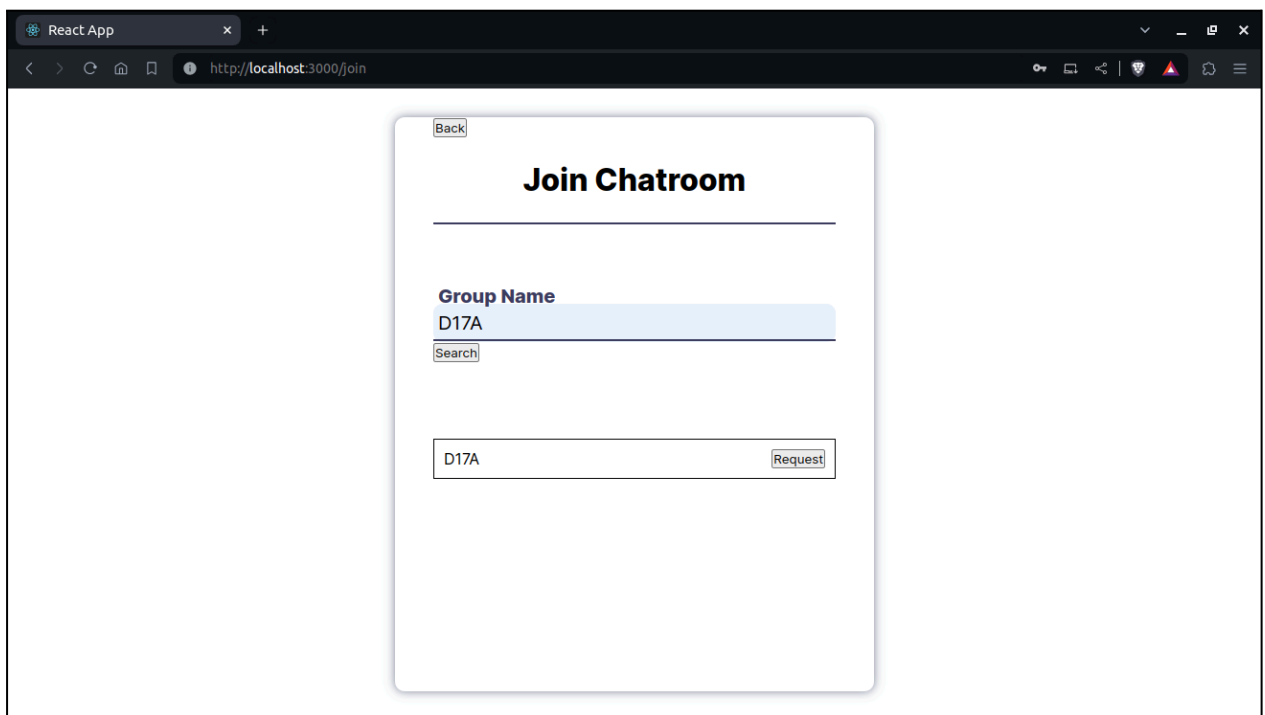 React App
http://localhost:3000/join
Back
Join Chatroom
Group Name
D17A
Search
D17A Request